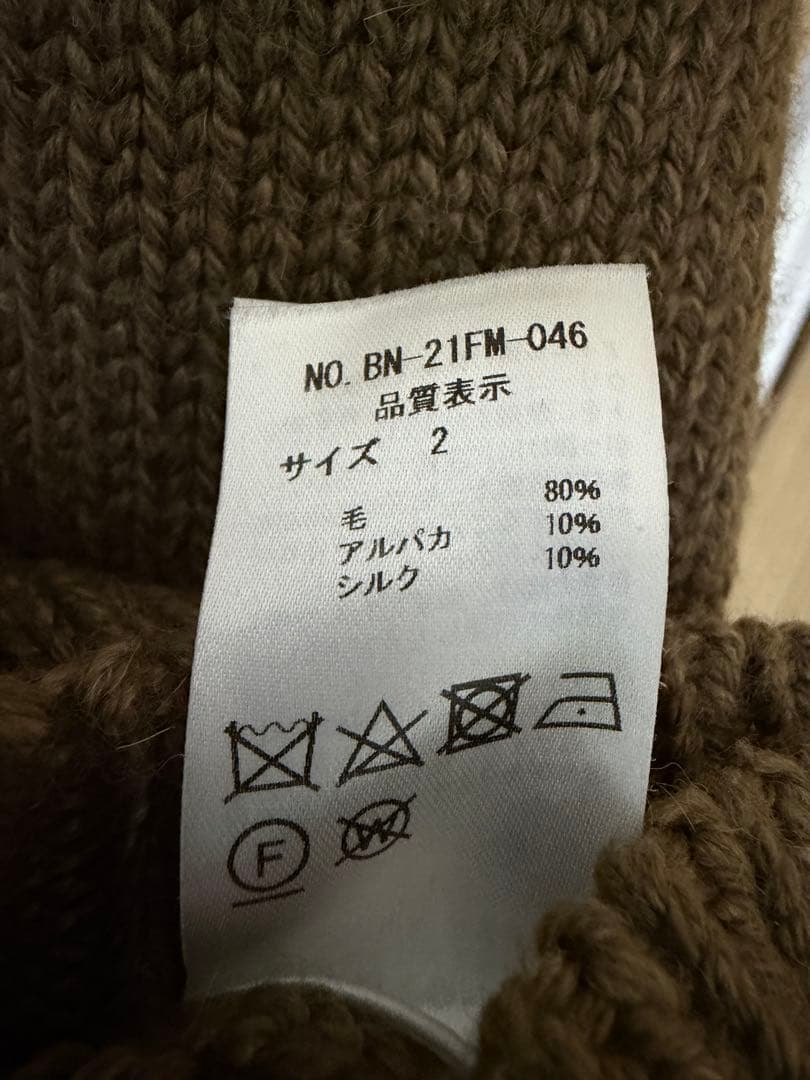 NO. BN-21FM-046
品質表示
サイズ 2
毛 80%
アルパカ 10%
シルク 10%
F
W